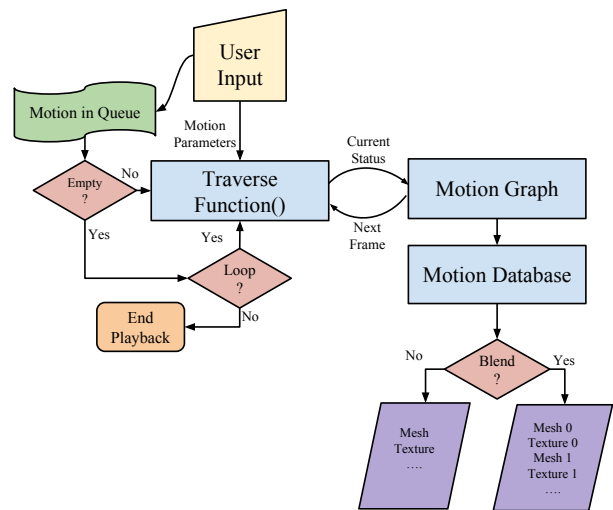 User
Input
Motion in Queue
Motion
Parameters
Current
Status
Empty
?
No
Traverse
Function()
Motion Graph
Next
Frame
Yes
Yes
Loop
?
Motion Database
No
End
Playback
No
Blend
?
Yes
Mesh
Texture
....
Mesh 0
Texture 0
Mesh 1
Texture 1
....